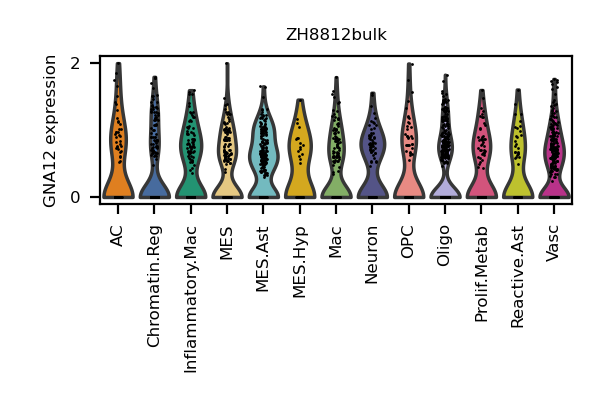 ZH8812bulk
GNA12 expression
2
0
AC
Chromatin.Reg
Inflammatory.Mac
MES
MES.Ast
MES.Hyp
Mac
Neuron
OPC
Oligo
Prolif.Metab
Reactive.Ast
Vasc